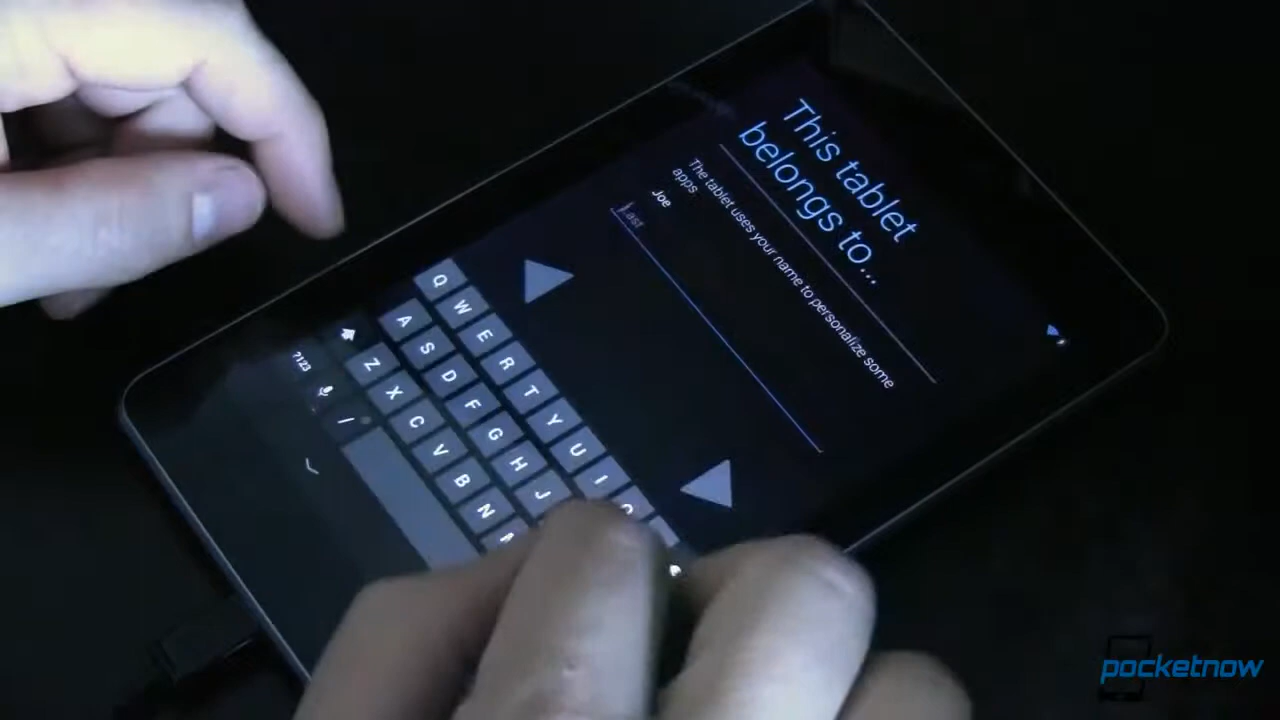 This tablet
belongs to...
The tablet uses your name to personalize some
apps
Joe
Last
Q W E R T Y U I O
A S D F G H J
Z X C V B N
?123
/
pocketnow